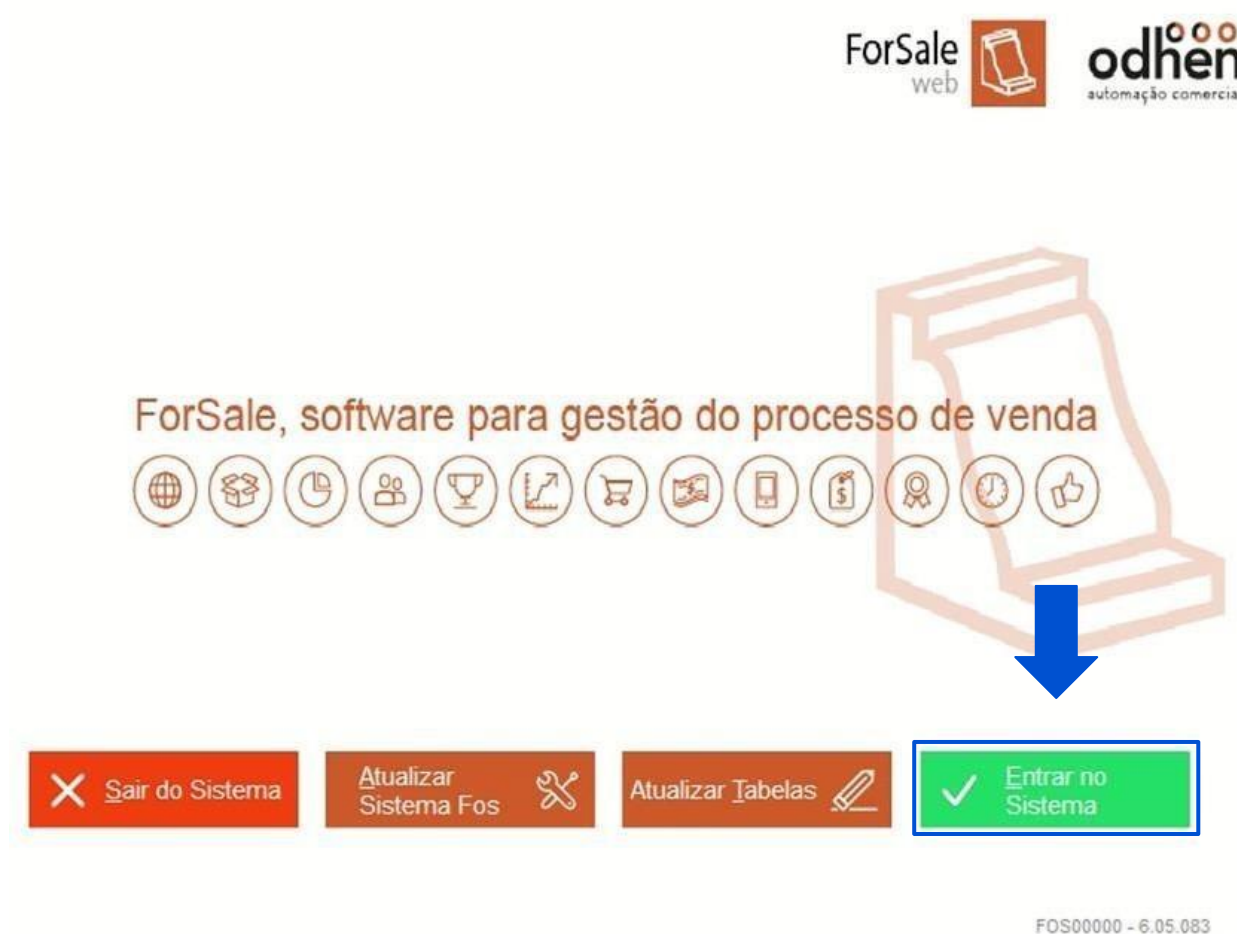 ForSale
web
odhen
automação comercia
ForSale, software para gestão do processo de venda
Sair do Sistema
Atualizar
Sistema Fos
Atualizar Tabelas
Entrar no
Sistema
FOS00000 - 6.05.083